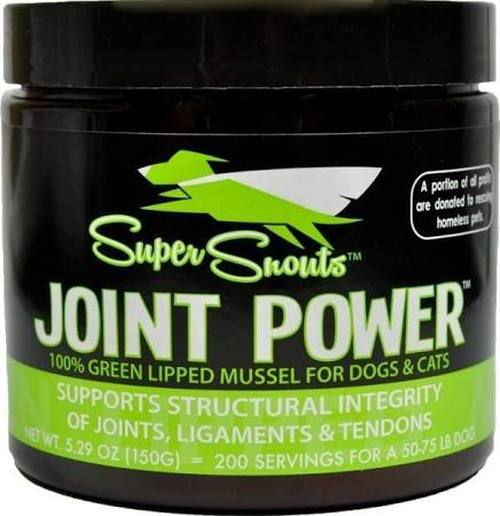 A portion of all profits
are donated to rescuing
homeless pets.
Super Snouts™
JOINT POWER™
100% GREEN LIPPED MUSSEL FOR DOGS & CATS
SUPPORTS STRUCTURAL INTEGRITY
OF JOINTS, LIGAMENTS & TENDONS
NET WT. 5.29 OZ (150G) = 200 SERVINGS FOR A 50-75 LB DOG